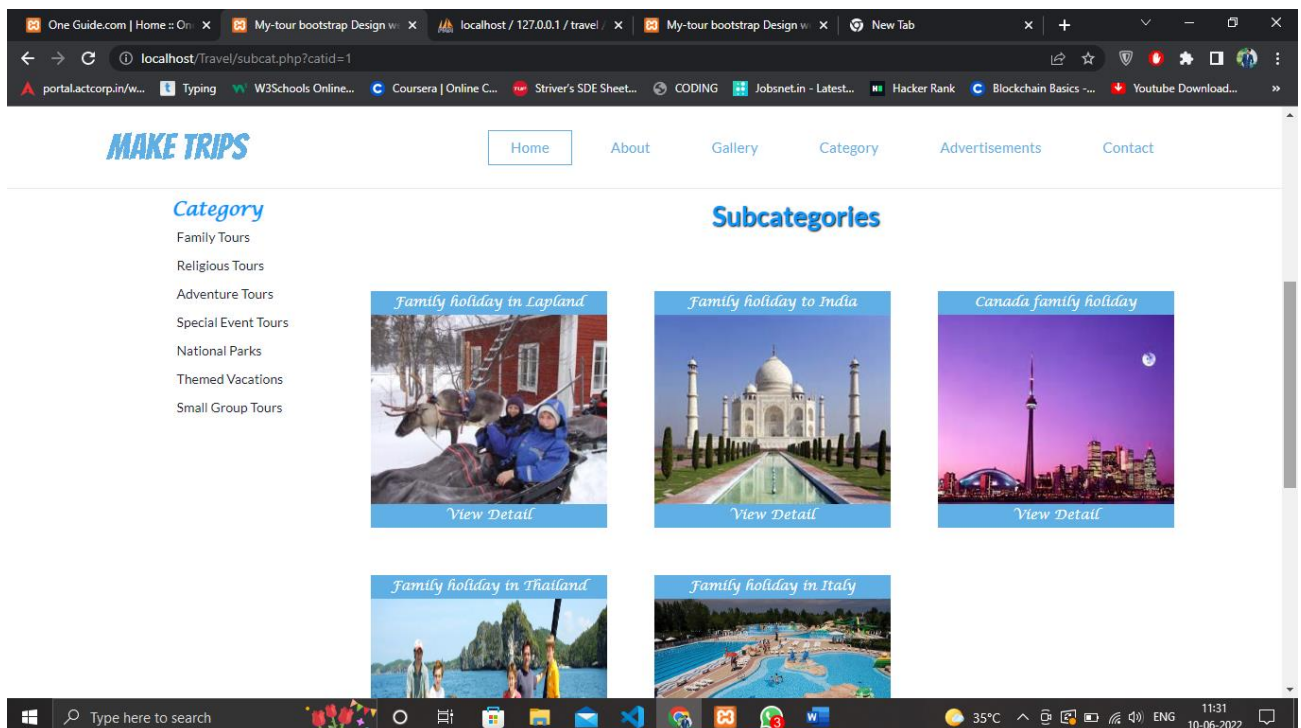 One Guide.com | Home :: On
My-tour bootstrap Design w
localhost / 127.0.0.1 / travel /
My-tour bootstrap Design w
New Tab
localhost/Travel/subcat.php?catid=1
portal.actcorp.in/w...
Typing
W3Schools Online...
Coursera | Online C...
Striver's SDE Sheet...
CODING
Jobsnet.in - Latest...
Hacker Rank
Blockchain Basics -...
Youtube Download...
»
MAKE TRIPS
Home
About
Gallery
Category
Advertisements
Contact
Category
Family Tours
Religious Tours
Adventure Tours
Special Event Tours
National Parks
Themed Vacations
Small Group Tours
Subcategories
Family holiday in Lapland
Family holiday to India
Canada family holiday
View Detail
View Detail
View Detail
Family holiday in Thailand
Family holiday in Italy
Type here to search
35°C
ENG
11:31
10-06-2022